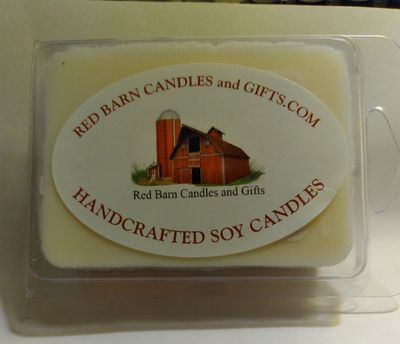 RED BARN CANDLES and GIFTS.COM
Red Barn Candles and Gifts
HANDCRAFTED SOY CANDLES